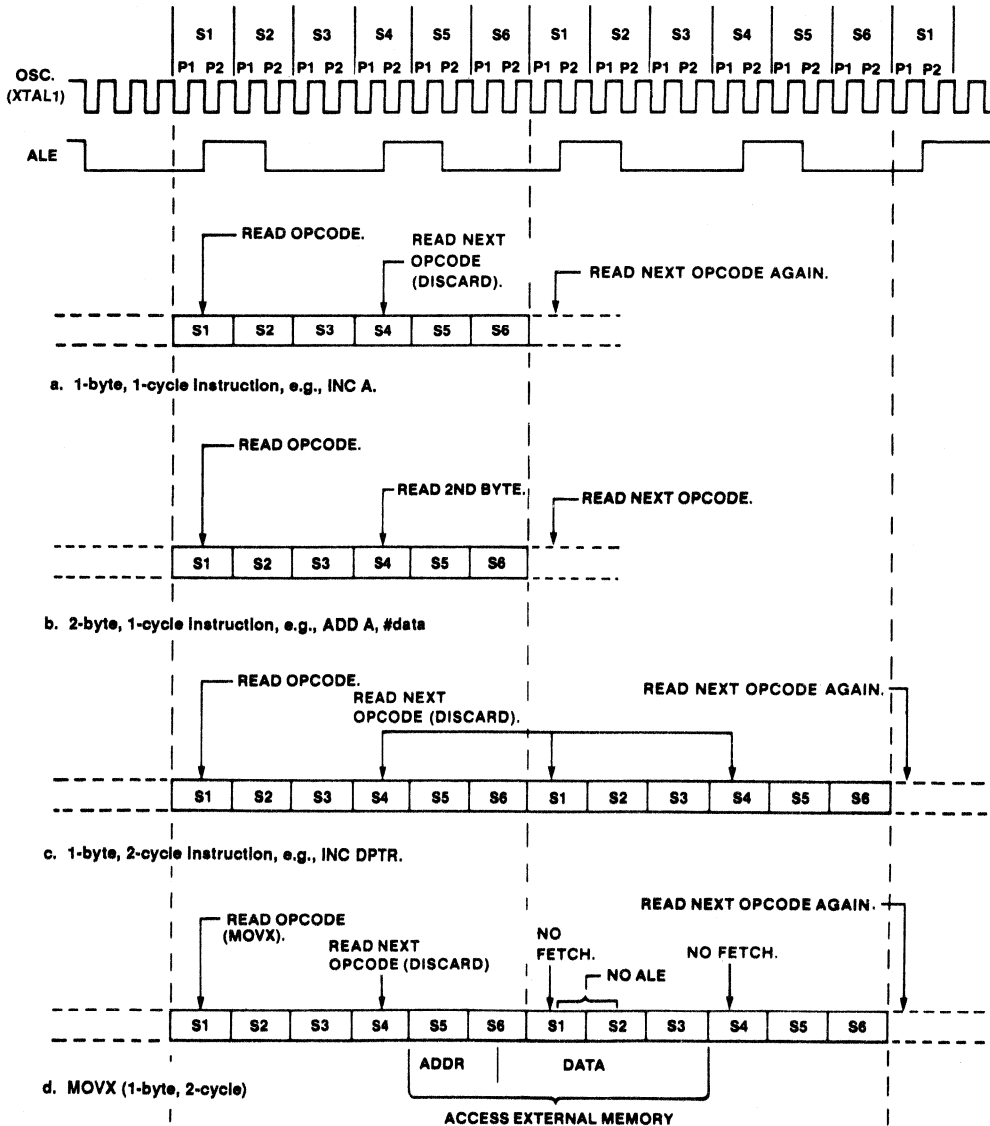 S1 S2 S3 S4 S5 S6 S1 S2 S3 S4 S5 S6 S1
P1 P2 P1 P2 P1 P2 P1 P2 P1 P2 P1 P2 P1 P2 P1 P2 P1 P2 P1 P2 P1 P2 P1 P2 P1 P2
OSC.
(XTAL1)
ALE
READ OPCODE.
READ NEXT
OPCODE
(DISCARD).
READ NEXT OPCODE AGAIN.
S1 S2 S3 S4 S5 S6
a. 1-byte, 1-cycle instruction, e.g., INC A.
READ OPCODE.
READ 2ND BYTE.
READ NEXT OPCODE.
S1 S2 S3 S4 S5 S6
b. 2-byte, 1-cycle instruction, e.g., ADD A, #data
READ OPCODE.
READ NEXT
OPCODE (DISCARD).
READ NEXT OPCODE AGAIN.
S1 S2 S3 S4 S5 S6 S1 S2 S3 S4 S5 S6
c. 1-byte, 2-cycle instruction, e.g., INC DPTR.
READ OPCODE
(MOVX).
READ NEXT
OPCODE (DISCARD)
NO
FETCH.
NO ALE
NO FETCH.
READ NEXT OPCODE AGAIN.
S1 S2 S3 S4 S5 S6 S1 S2 S3 S4 S5 S6
ADDR DATA
d. MOVX (1-byte, 2-cycle)
ACCESS EXTERNAL MEMORY